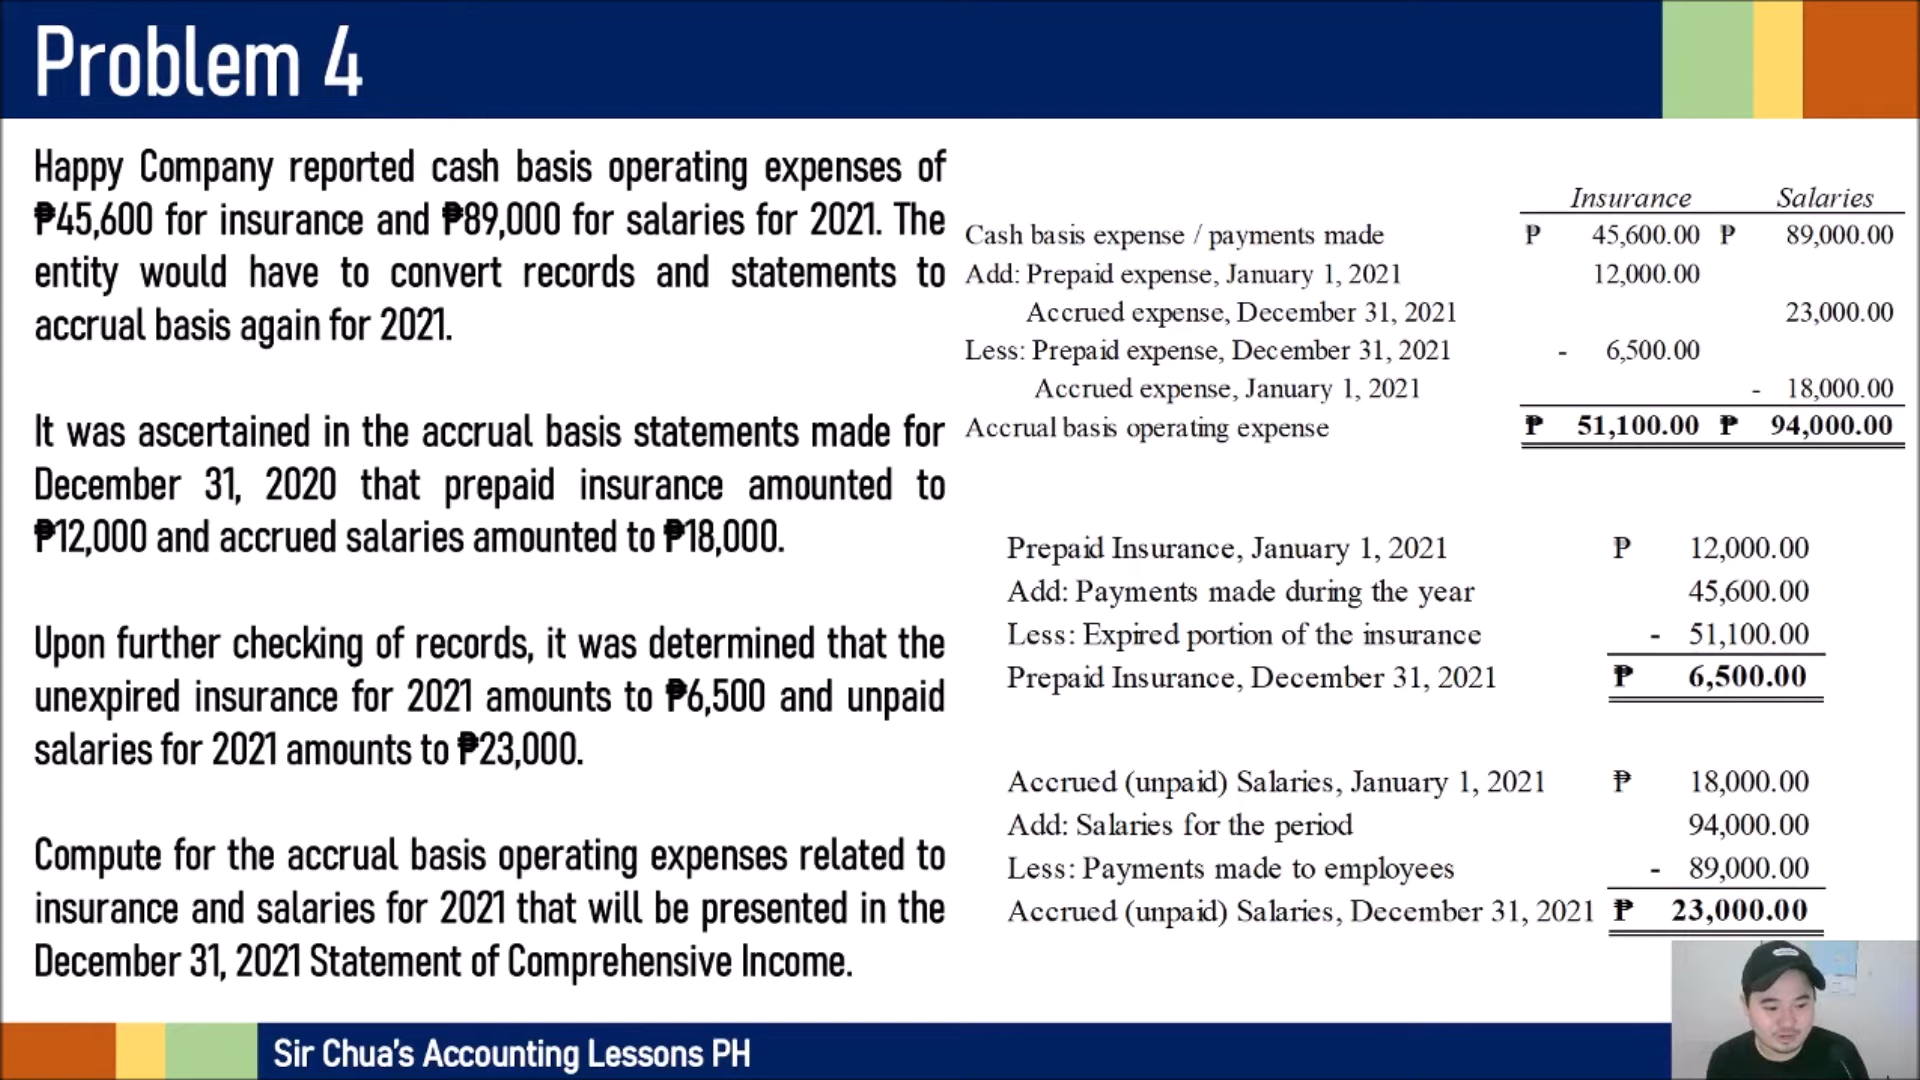 Problem 4
Happy Company reported cash basis operating expenses of
₱45,600 for insurance and ₱89,000 for salaries for 2021. The
entity would have to convert records and statements to
accrual basis again for 2021.
It was ascertained in the accrual basis statements made for
December 31, 2020 that prepaid insurance amounted to
₱12,000 and accrued salaries amounted to ₱18,000.
Upon further checking of records, it was determined that the
unexpired insurance for 2021 amounts to ₱6,500 and unpaid
salaries for 2021 amounts to ₱23,000.
Compute for the accrual basis operating expenses related to
insurance and salaries for 2021 that will be presented in the
December 31, 2021 Statement of Comprehensive Income.
Insurance Salaries
Cash basis expense / payments made ₱ 45,600.00 ₱ 89,000.00
Add: Prepaid expense, January 1, 2021 12,000.00
Accrued expense, December 31, 2021 23,000.00
Less: Prepaid expense, December 31, 2021 - 6,500.00
Accrued expense, January 1, 2021 - 18,000.00
Accrual basis operating expense ₱ 51,100.00 ₱ 94,000.00
Prepaid Insurance, January 1, 2021 ₱ 12,000.00
Add: Payments made during the year 45,600.00
Less: Expired portion of the insurance - 51,100.00
Prepaid Insurance, December 31, 2021 ₱ 6,500.00
Accrued (unpaid) Salaries, January 1, 2021 ₱ 18,000.00
Add: Salaries for the period 94,000.00
Less: Payments made to employees - 89,000.00
Accrued (unpaid) Salaries, December 31, 2021 ₱ 23,000.00
Sir Chua's Accounting Lessons PH